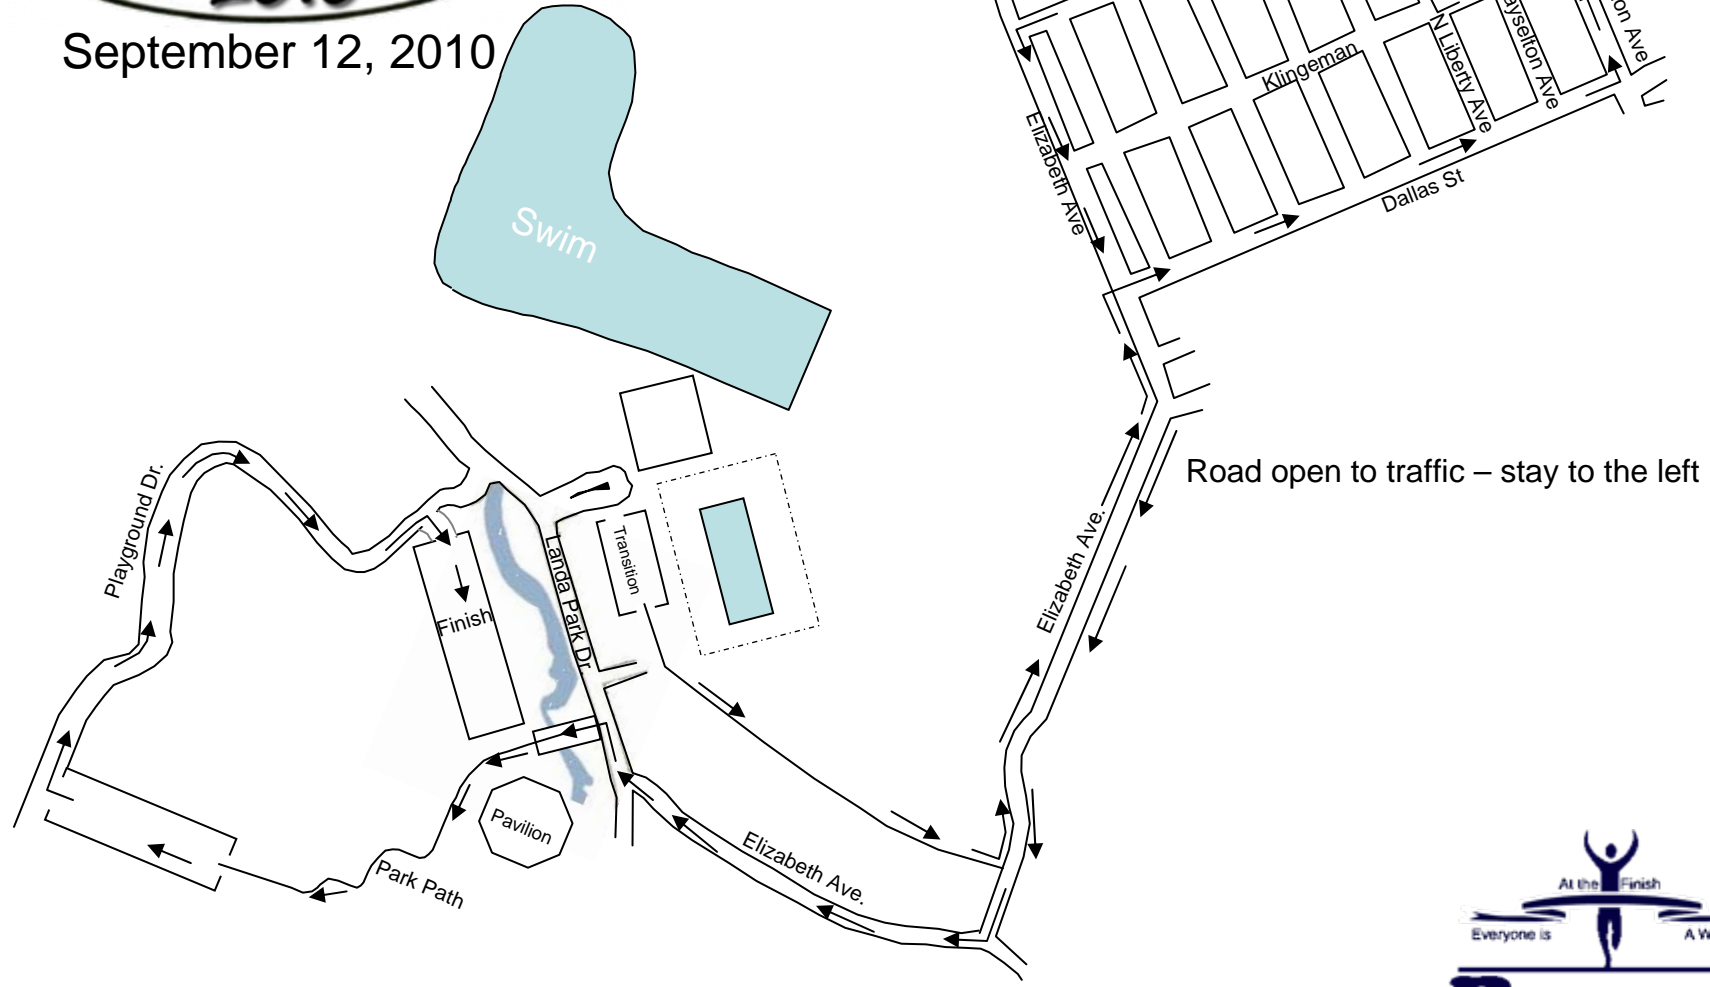 September 12, 2010
Swim
Klingeman
N Liberty Ave
Elizabeth Ave
Dallas St
Road open to traffic – stay to the left
Playground Dr.
Landa Park Dr.
Transition
Finish
Elizabeth Ave.
Pavilion
Elizabeth Ave.
Park Path
At the Finish
Everyone is